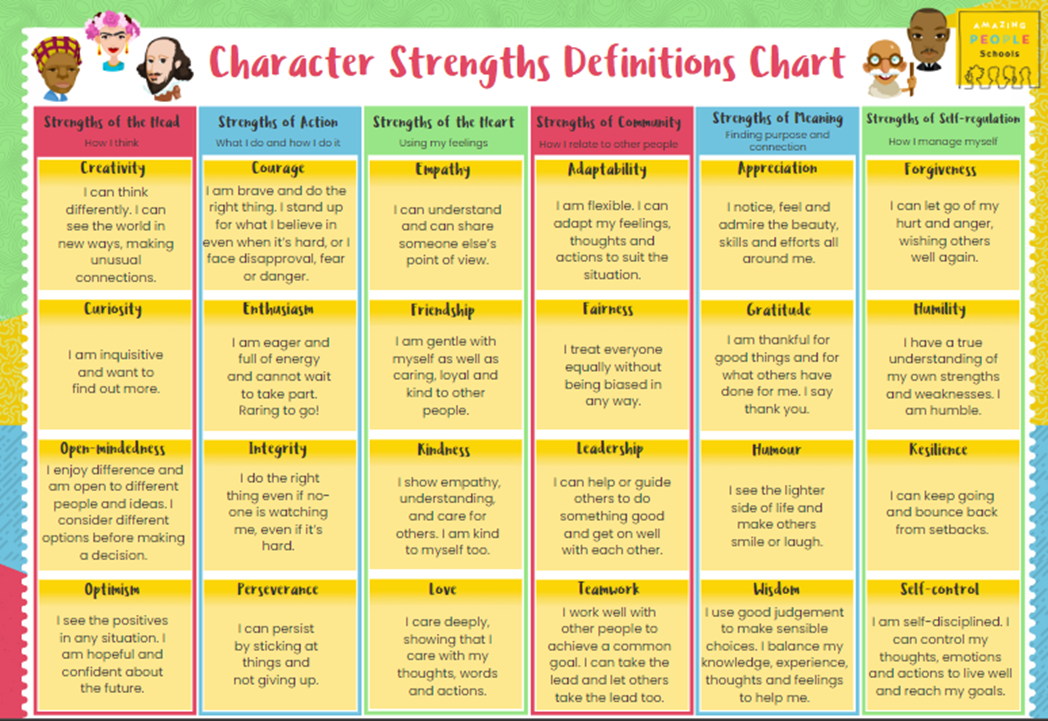 Character Strengths Definitions Chart
AMAZING
PEOPLE
Schools
Strengths of the Head
How I think
Creativity
I can think
differently. I can
see the world in
new ways, making
unusual
connections.
Curiosity
I am inquisitive
and want to
find out more.
Open-mindedness
I enjoy difference and
am open to different
people and ideas. I
consider different
options before making
a decision.
Optimism
I see the positives
in any situation. I
am hopeful and
confident about
the future.
Strengths of Action
What I do and how I do it
Courage
I am brave and do the
right thing. I stand up
for what I believe in
even when it's hard, or I
face disapproval, fear
or danger.
Enthusiasm
I am eager and
full of energy
and cannot wait
to take part.
Raring to go!
Integrity
I do the right
thing even if no-
one is watching
me, even if it's
hard.
Perseverance
I can persist
by sticking at
things and
not giving up.
Strengths of the Heart
Using my feelings
Empathy
I can understand
and can share
someone else's
point of view.
Friendship
I am gentle with
myself as well as
caring, loyal and
kind to other
people.
Kindness
I show empathy,
understanding,
and care for
others. I am kind
to myself too.
Love
I care deeply,
showing that I
care with my
thoughts, words
and actions.
Strengths of Community
How I relate to other people
Adaptability
I am flexible. I can
adapt my feelings,
thoughts and
actions to suit the
situation.
Fairness
I treat everyone
equally without
being biased in
any way.
Leadership
I can help or guide
others to do
something good
and get on well
with each other.
Teamwork
I work well with
other people to
achieve a common
goal. I can take the
lead and let others
take the lead too.
Strengths of Meaning
Finding purpose and
connection
Appreciation
I notice, feel and
admire the beauty,
skills and efforts all
around me.
Gratitude
I am thankful for
good things and for
what others have
done for me. I say
thank you.
Humour
I see the lighter
side of life and
make others
smile or laugh.
Wisdom
I use good judgement
to make sensible
choices. I balance my
knowledge, experience,
thoughts and feelings
to help me.
Strengths of Self-regulation
How I manage myself
Forgiveness
I can let go of my
hurt and anger,
wishing others
well again.
Humility
I have a true
understanding of
my own strengths
and weaknesses. I
am humble.
Resilience
I can keep going
and bounce back
from setbacks.
Self-control
I am self-disciplined. I
can control my
thoughts, emotions
and actions to live well
and reach my goals.